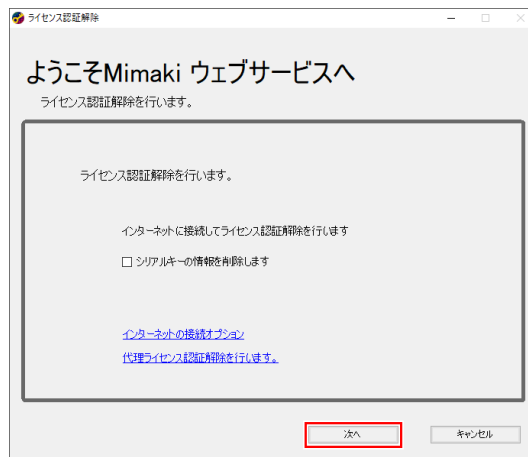 ライセンス認証解除
ようこそMimaki ウェブサービスへ
ライセンス認証解除を行います。
ライセンス認証解除を行います。
インターネットに接続してライセンス認証解除を行します
シリアルキーの情報を削除します
インターネットの接続オプション
代理ライセンス認証解除を行します。
次へ
キャンセル